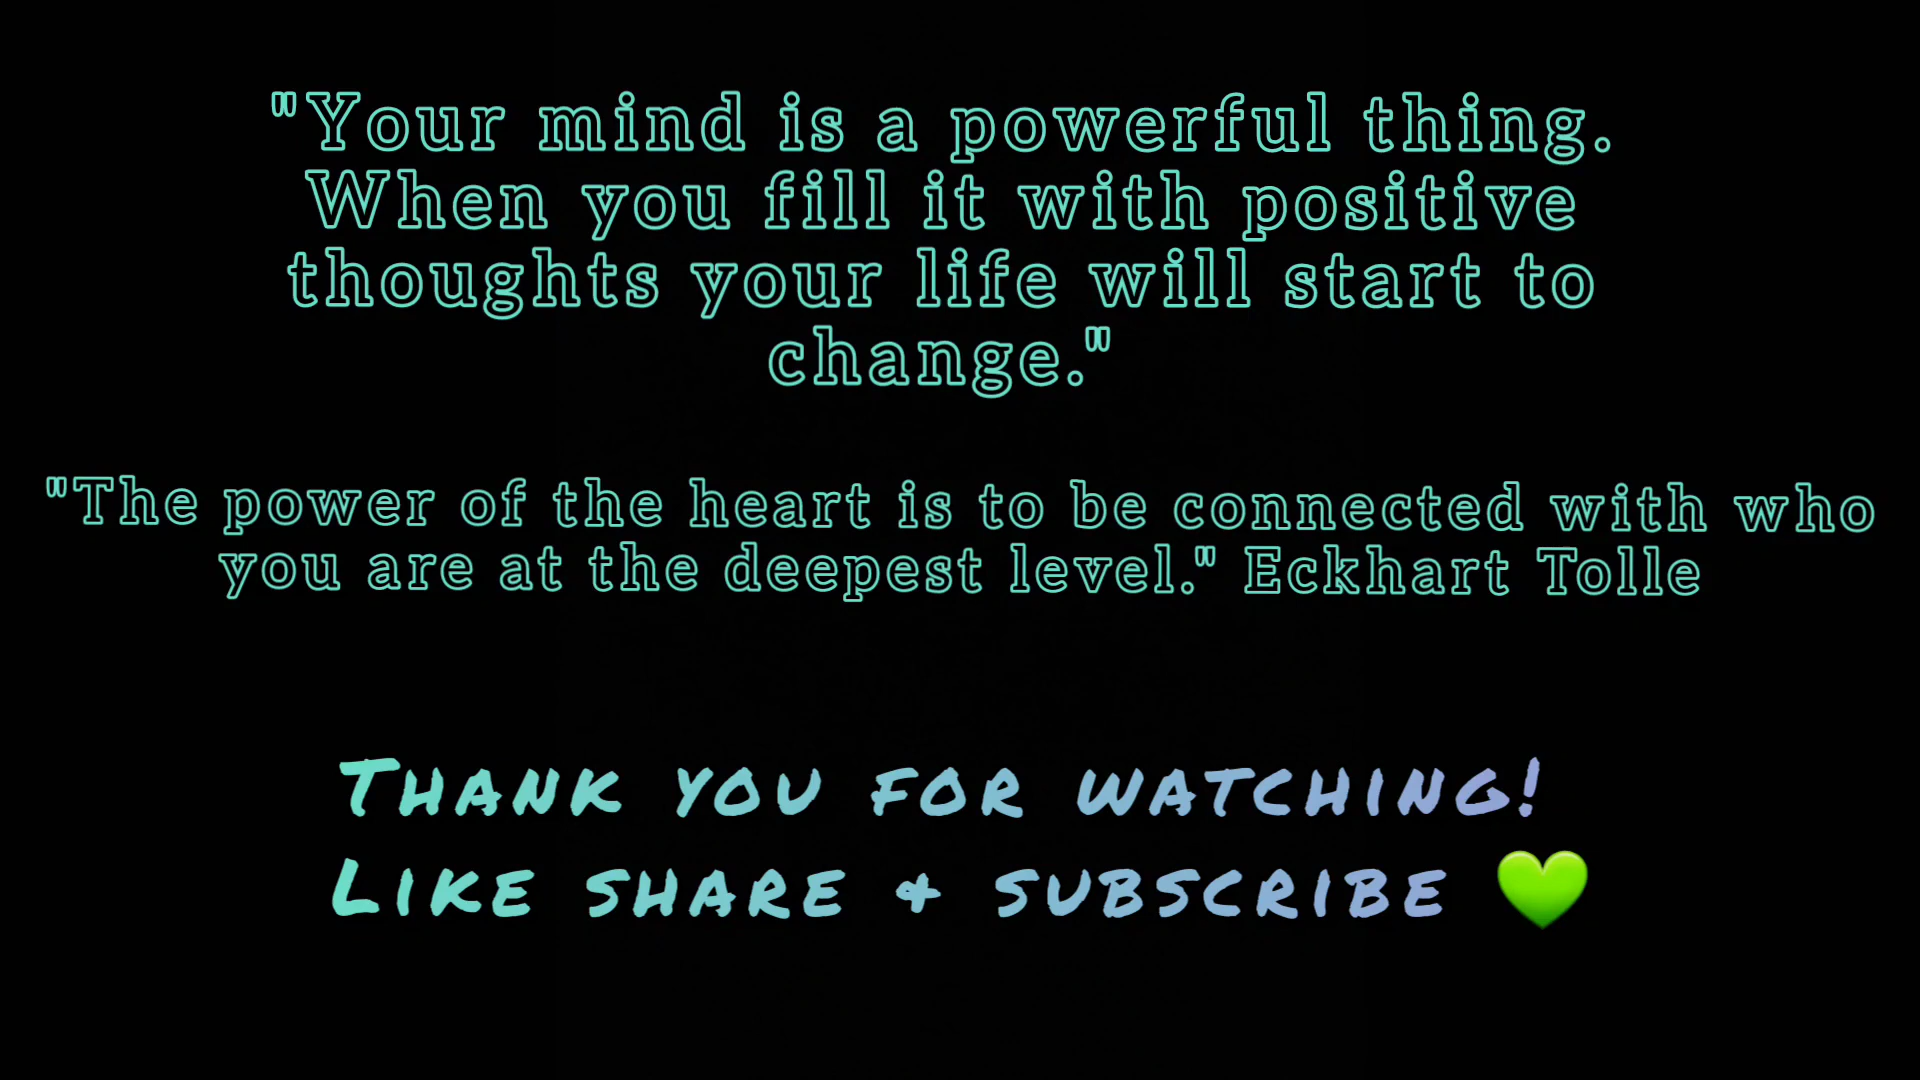 "Your mind is a powerful thing.
When you fill it with positive
thoughts your life will start to
change."
"The power of the heart is to be connected with who
you are at the deepest level." Eckhart Tolle
Thank you for watching!
Like share & subscribe 💚